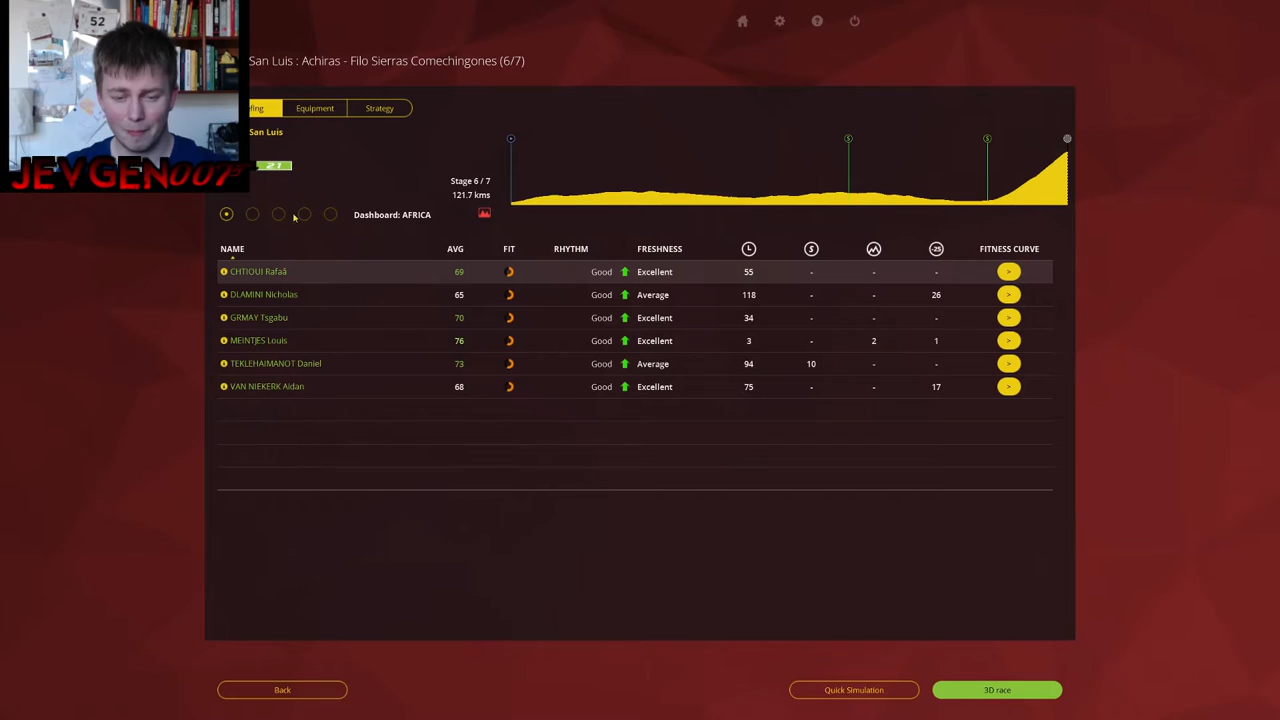 52
San Luis : Achiras - Filo Sierras Comechingones (6/7)
fing Equipment Strategy
San Luis
JEVGEN007
21
S S
Stage 6 / 7
121.7 kms
Dashboard: AFRICA
NAME AVG FIT RHYTHM FRESHNESS S -25 FITNESS CURVE
CHTIOUI Rafaâ 69 Good Excellent 55 - - - >
DLAMINI Nicholas 65 Good Average 118 - - 26 >
GRMAY Tsgabu 70 Good Excellent 34 - - - >
MEINTJES Louis 76 Good Excellent 3 - 2 1 >
TEKLEHAIMANOT Daniel 73 Good Average 94 10 - - >
VAN NIEKERK Aidan 68 Good Excellent 75 - - 17 >
Back Quick Simulation 3D race